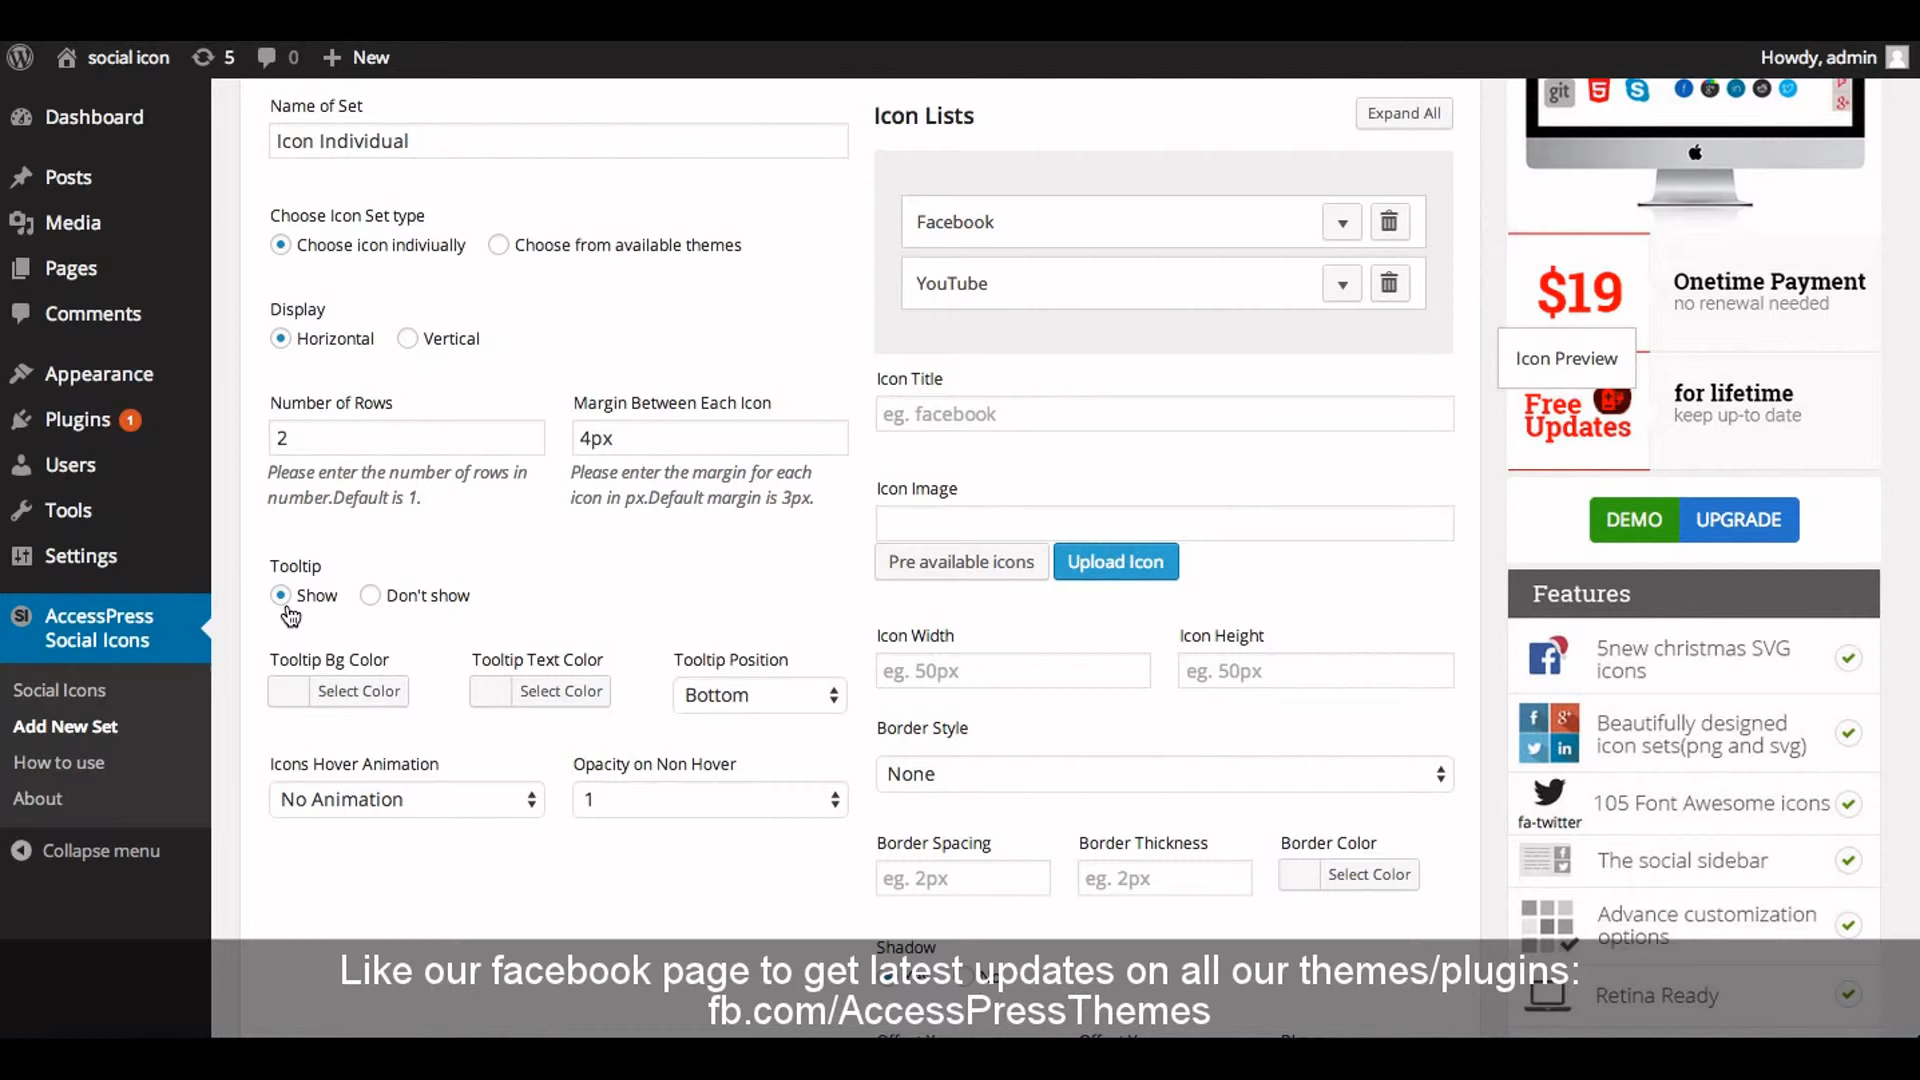 social icon
5
0
New
Howdy, admin
Dashboard
Posts
Media
Pages
Comments
Appearance
Plugins 1
Users
Tools
Settings
SI AccessPress
Social Icons
Social Icons
Add New Set
How to use
About
Collapse menu
Name of Set
Icon Individual
Choose Icon Set type
Choose icon indiviually
Choose from available themes
Display
Horizontal
Vertical
Number of Rows
Margin Between Each Icon
2
4px
Please enter the number of rows in
number.Default is 1.
Please enter the margin for each
icon in px.Default margin is 3px.
Tooltip
Show
Don't show
Tooltip Bg Color
Tooltip Text Color
Tooltip Position
Select Color
Select Color
Bottom
Icons Hover Animation
Opacity on Non Hover
No Animation
1
Icon Lists
Expand All
Facebook
YouTube
Icon Title
eg. facebook
Icon Image
Pre available icons
Upload Icon
Icon Width
Icon Height
eg. 50px
eg. 50px
Border Style
None
Border Spacing
Border Thickness
Border Color
eg. 2px
eg. 2px
Select Color
Shadow
git
$19
Onetime Payment
no renewal needed
Icon Preview
Free
Updates
for lifetime
keep up-to date
DEMO
UPGRADE
Features
5new christmas SVG
icons
Beautifully designed
icon sets(png and svg)
fa-twitter
105 Font Awesome icons
The social sidebar
Advance customization
options
Retina Ready
Like our facebook page to get latest updates on all our themes/plugins:
fb.com/AccessPressThemes